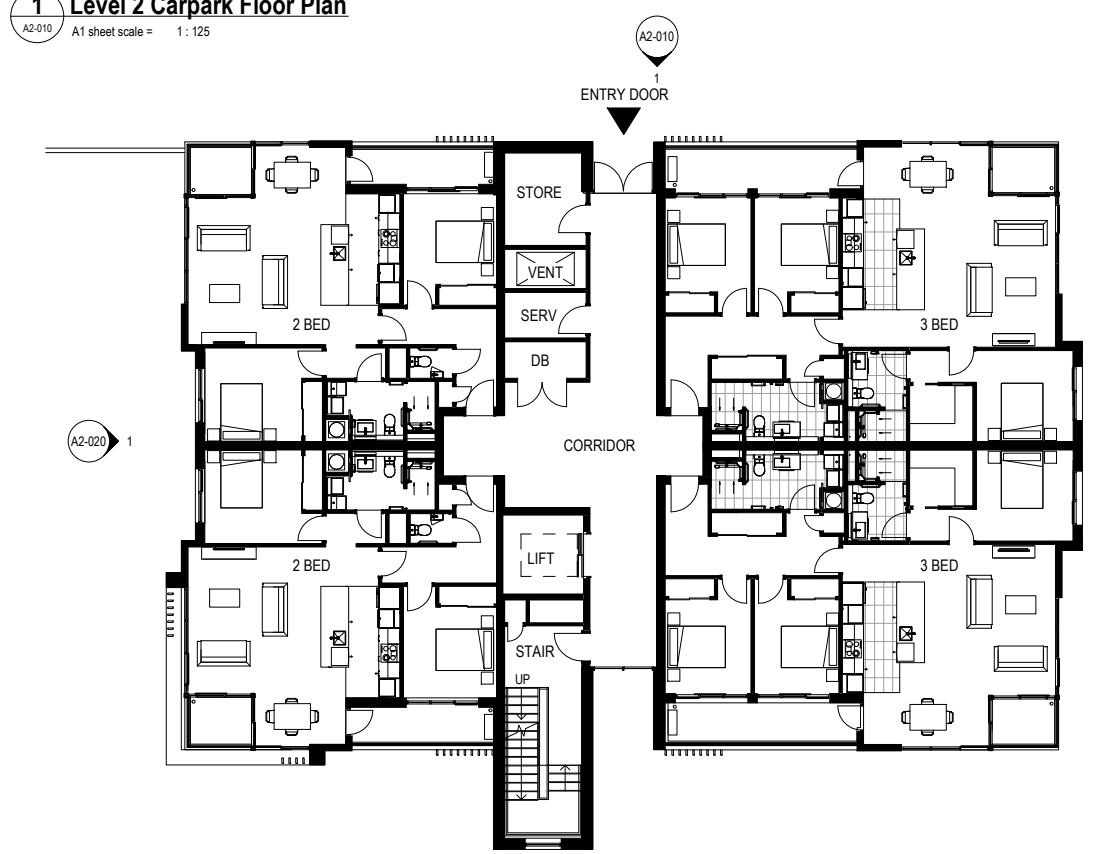 1 Level 2 Carpark Floor Plan
A2-010 A1 sheet scale = 1 : 125
A2-010
1
ENTRY DOOR
STORE
VENT
SERV
2 BED
3 BED
DB
A2-020 1
CORRIDOR
LIFT
2 BED
3 BED
STAIR
UP